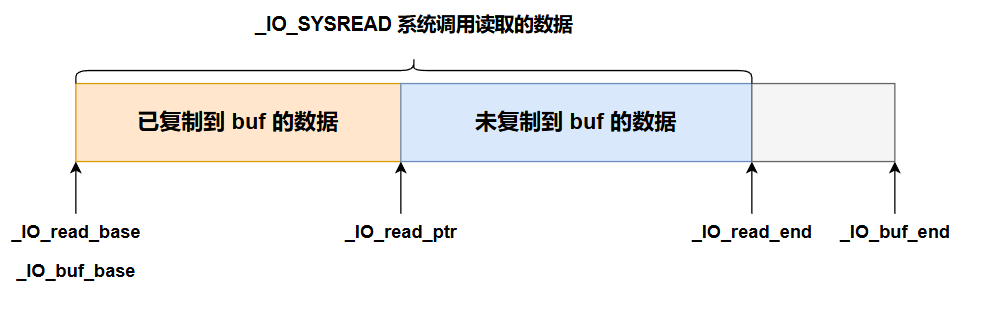 _IO_SYSREAD 系统调用读取的数据
已复制到 buf 的数据
未复制到 buf 的数据
_IO_read_base
_IO_read_ptr
_IO_read_end
_IO_buf_end
_IO_buf_base